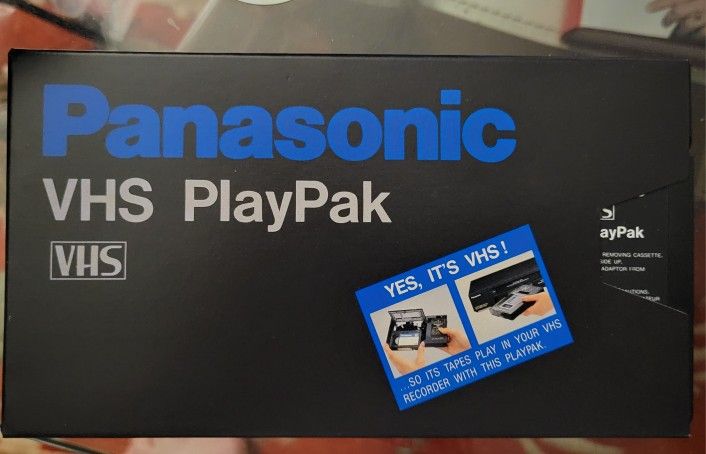 Panasonic
VHS PlayPak
VHS
YES, IT'S VHS!
...SO ITS TAPES PLAY IN YOUR VHS
RECORDER WITH THIS PLAYPAK.
ayPak
REMOVING CASSETTE.
IDE UP.
ADAPTOR FROM